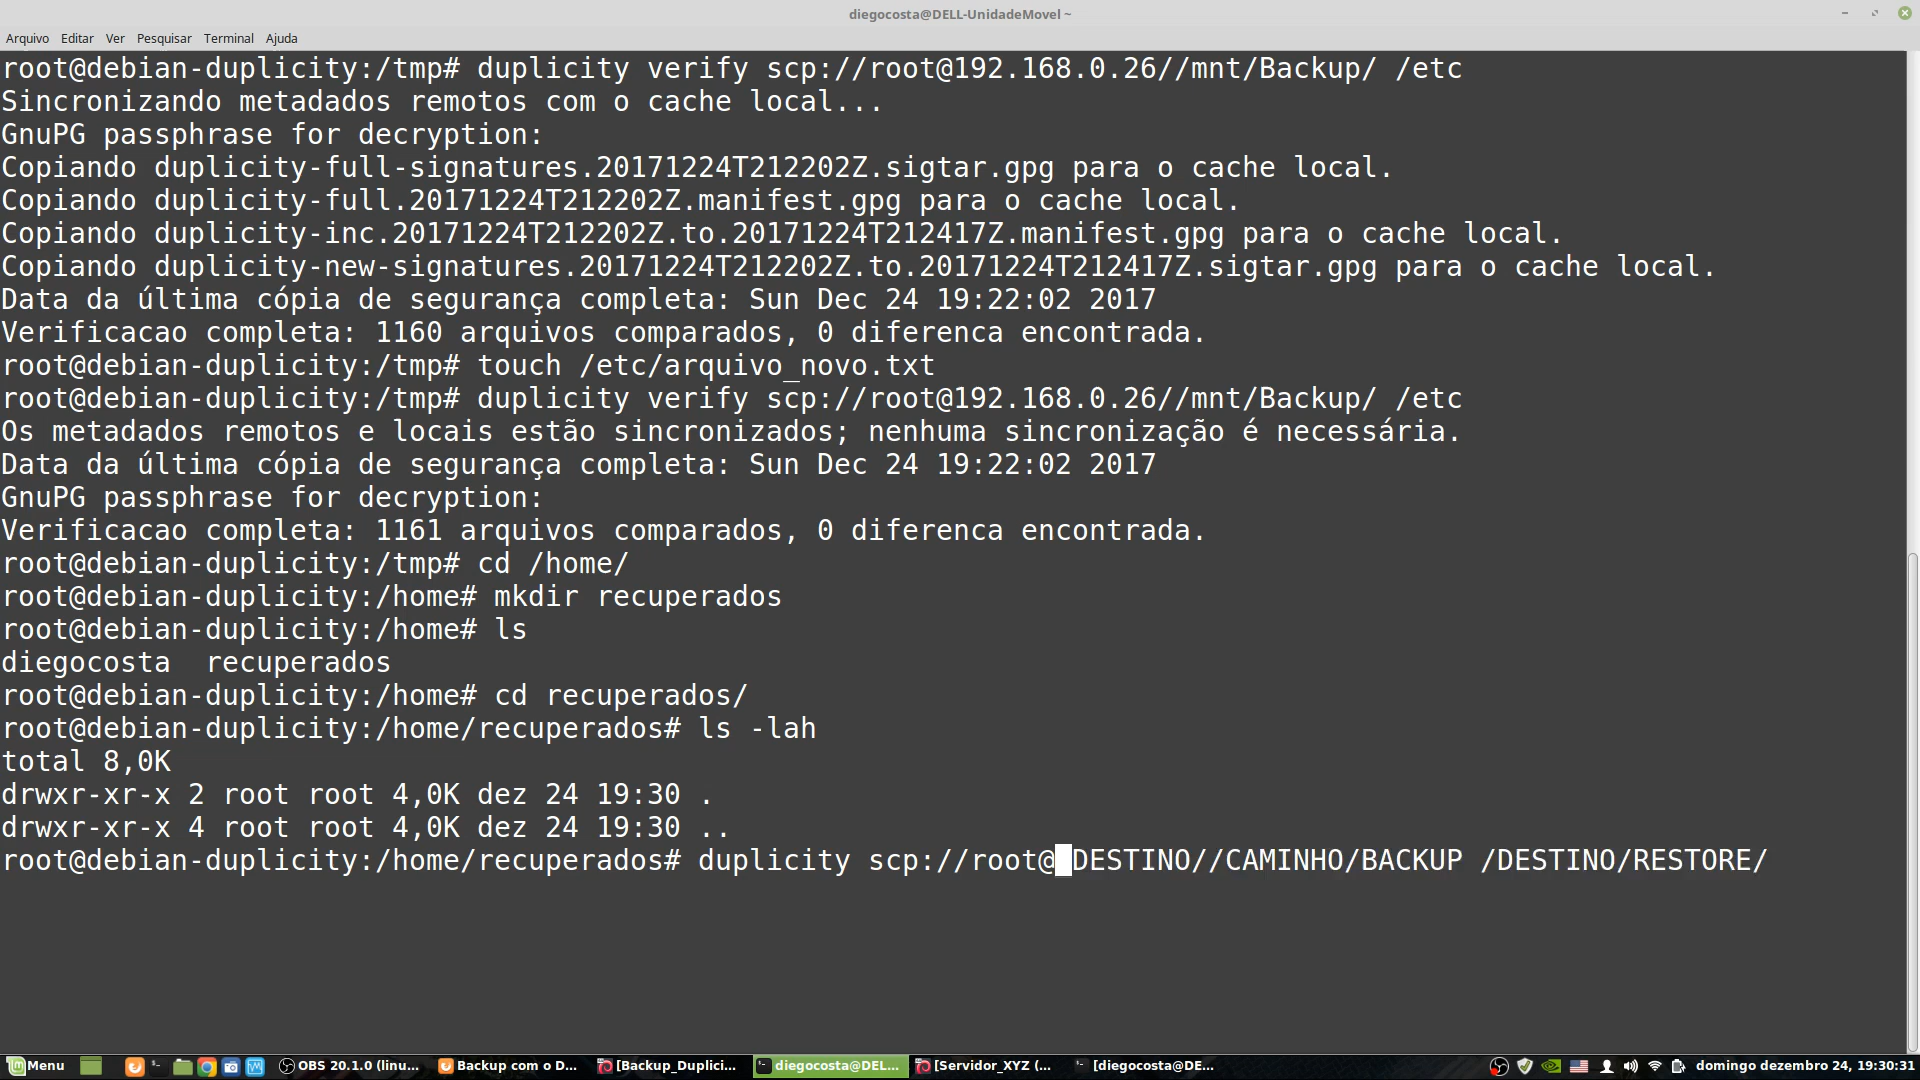 diegocosta@DELL-UnidadeMovel ~
Arquivo Editar Ver Pesquisar Terminal Ajuda
root@debian-duplicity:/tmp# duplicity verify scp://root@192.168.0.26//mnt/Backup/ /etc
Sincronizando metadados remotos com o cache local...
GnuPG passphrase for decryption:
Copiando duplicity-full-signatures.20171224T212202Z.sigtar.gpg para o cache local.
Copiando duplicity-full.20171224T212202Z.manifest.gpg para o cache local.
Copiando duplicity-inc.20171224T212202Z.to.20171224T212417Z.manifest.gpg para o cache local.
Copiando duplicity-new-signatures.20171224T212202Z.to.20171224T212417Z.sigtar.gpg para o cache local.
Data da última cópia de segurança completa: Sun Dec 24 19:22:02 2017
Verificacao completa: 1160 arquivos comparados, 0 diferenca encontrada.
root@debian-duplicity:/tmp# touch /etc/arquivo_novo.txt
root@debian-duplicity:/tmp# duplicity verify scp://root@192.168.0.26//mnt/Backup/ /etc
Os metadados remotos e locais estão sincronizados; nenhuma sincronização é necessária.
Data da última cópia de segurança completa: Sun Dec 24 19:22:02 2017
GnuPG passphrase for decryption:
Verificacao completa: 1161 arquivos comparados, 0 diferenca encontrada.
root@debian-duplicity:/tmp# cd /home/
root@debian-duplicity:/home# mkdir recuperados
root@debian-duplicity:/home# ls
diegocosta  recuperados
root@debian-duplicity:/home# cd recuperados/
root@debian-duplicity:/home/recuperados# ls -lah
total 8,0K
drwxr-xr-x 2 root root 4,0K dez 24 19:30 .
drwxr-xr-x 4 root root 4,0K dez 24 19:30 ..
root@debian-duplicity:/home/recuperados# duplicity scp://root@ DESTINO//CAMINHO/BACKUP /DESTINO/RESTORE/
Menu OBS 20.1.0 (linu... Backup com o D... [Backup_Duplici... diegocosta@DEL... [Servidor_XYZ (... [diegocosta@DE... domingo dezembro 24, 19:30:31